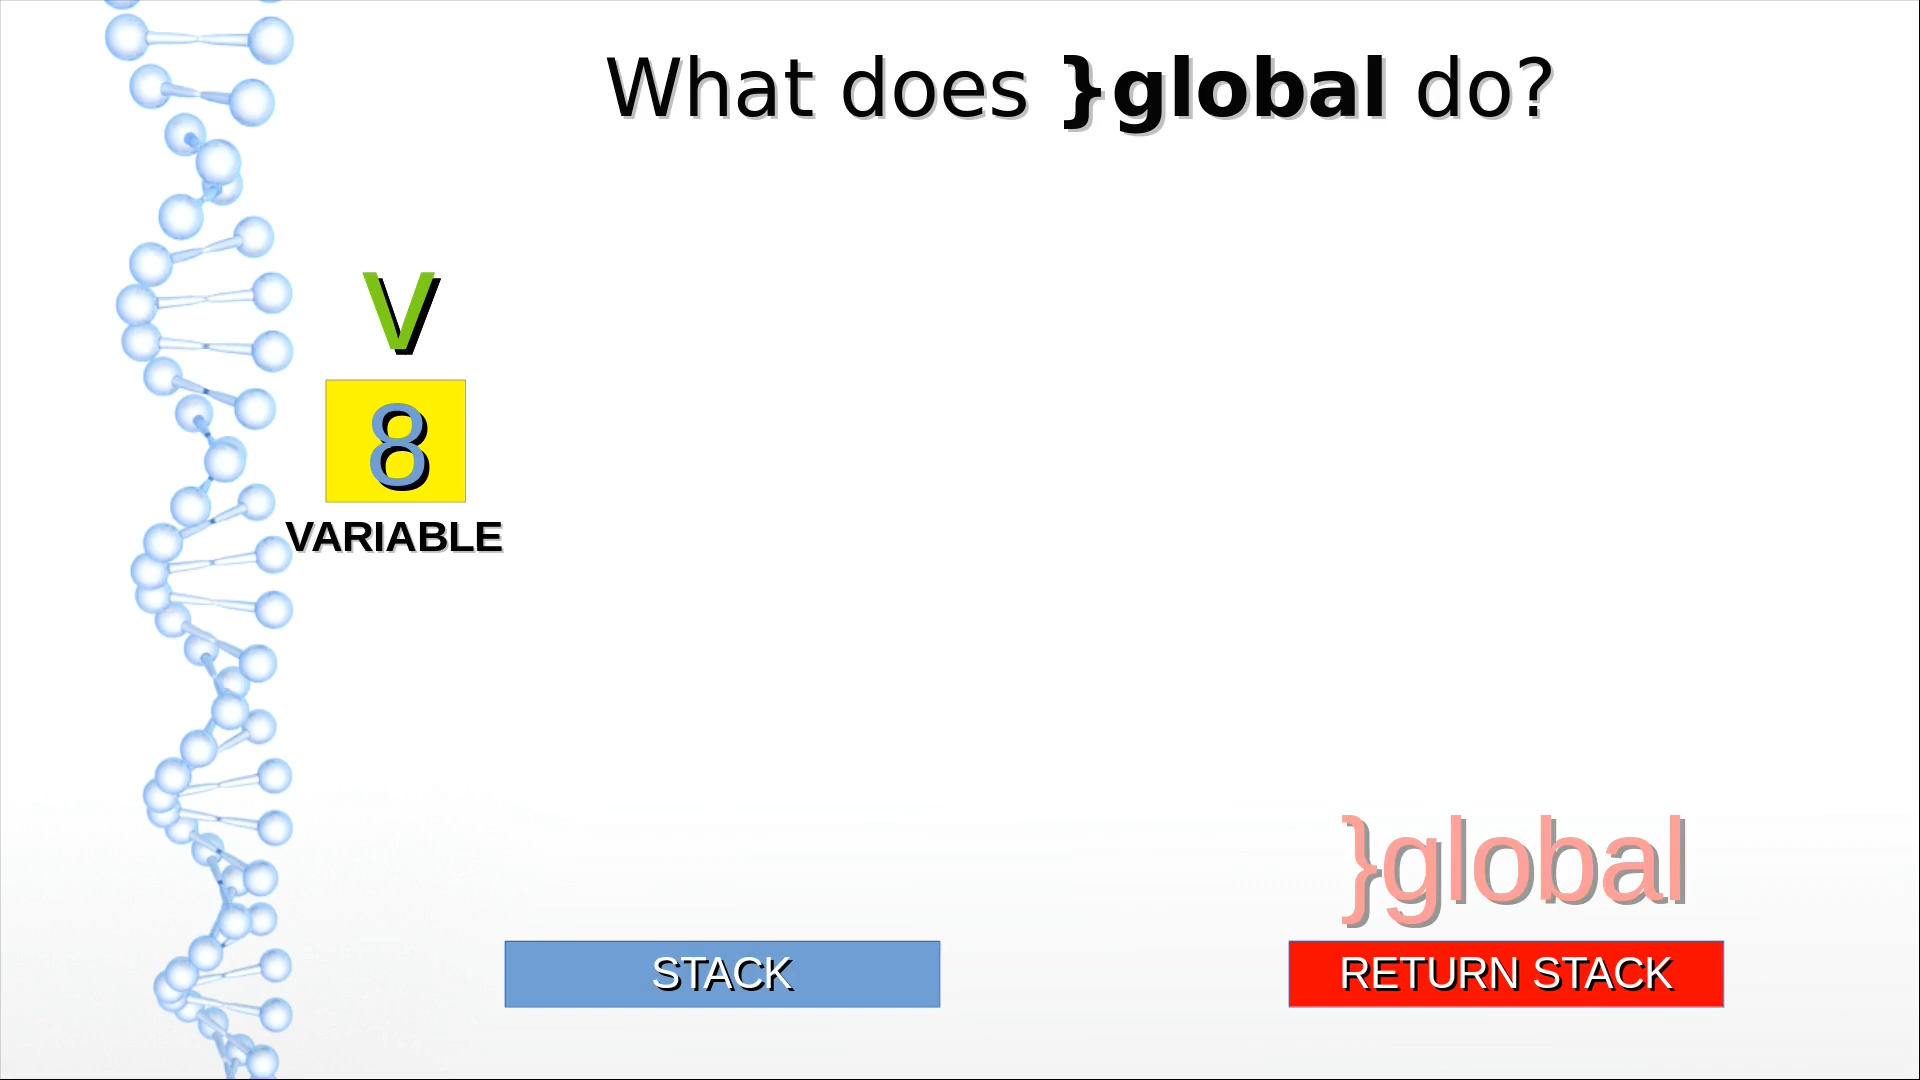 What does }global do?
V
8
VARIABLE
}global
STACK
RETURN STACK